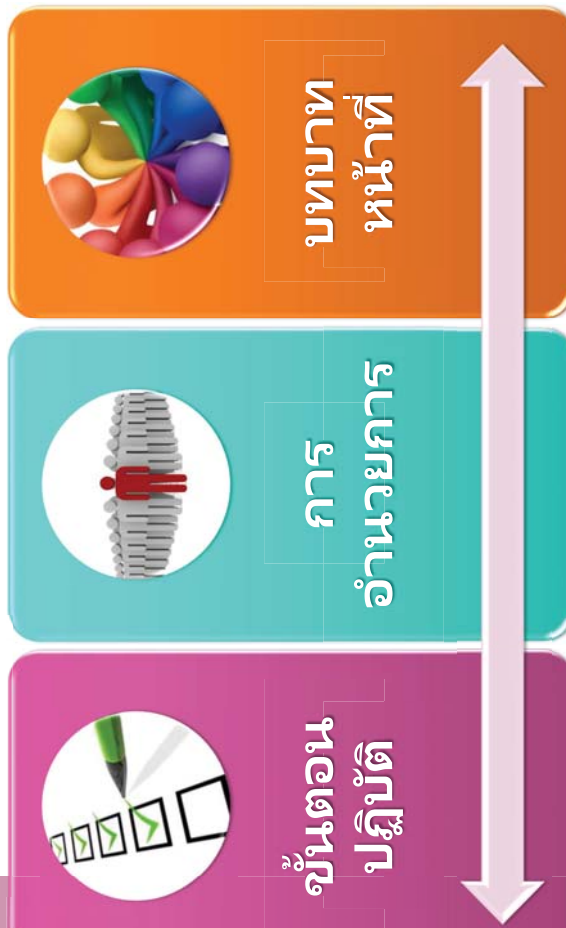 ขั้นตอน
ปฏิบัติ
การ
อำนวยการ
บทบาท
หน้าที่